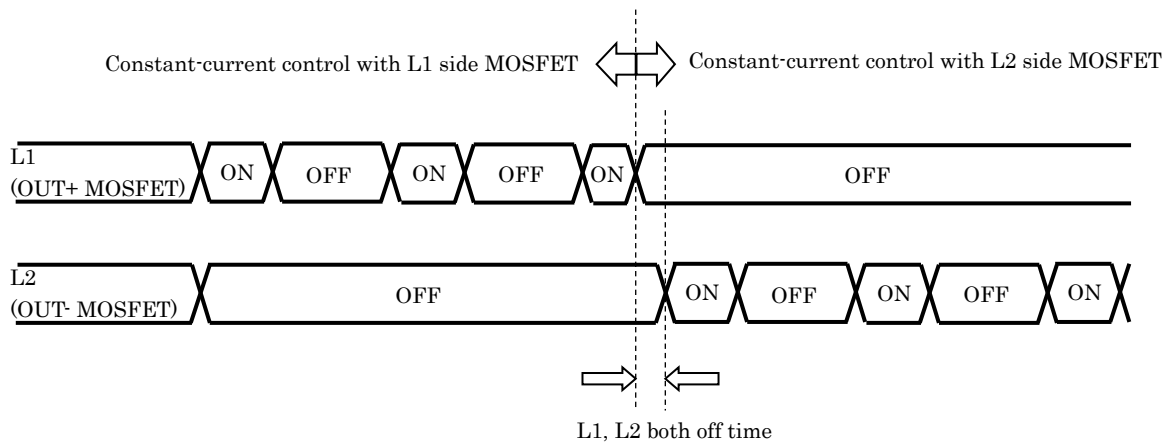 Constant-current control with L1 side MOSFET
Constant-current control with L2 side MOSFET
L1
(OUT+ MOSFET)
ON
OFF
ON
OFF
ON
OFF
L2
(OUT- MOSFET)
OFF
ON
OFF
ON
OFF
ON
L1, L2 both off time